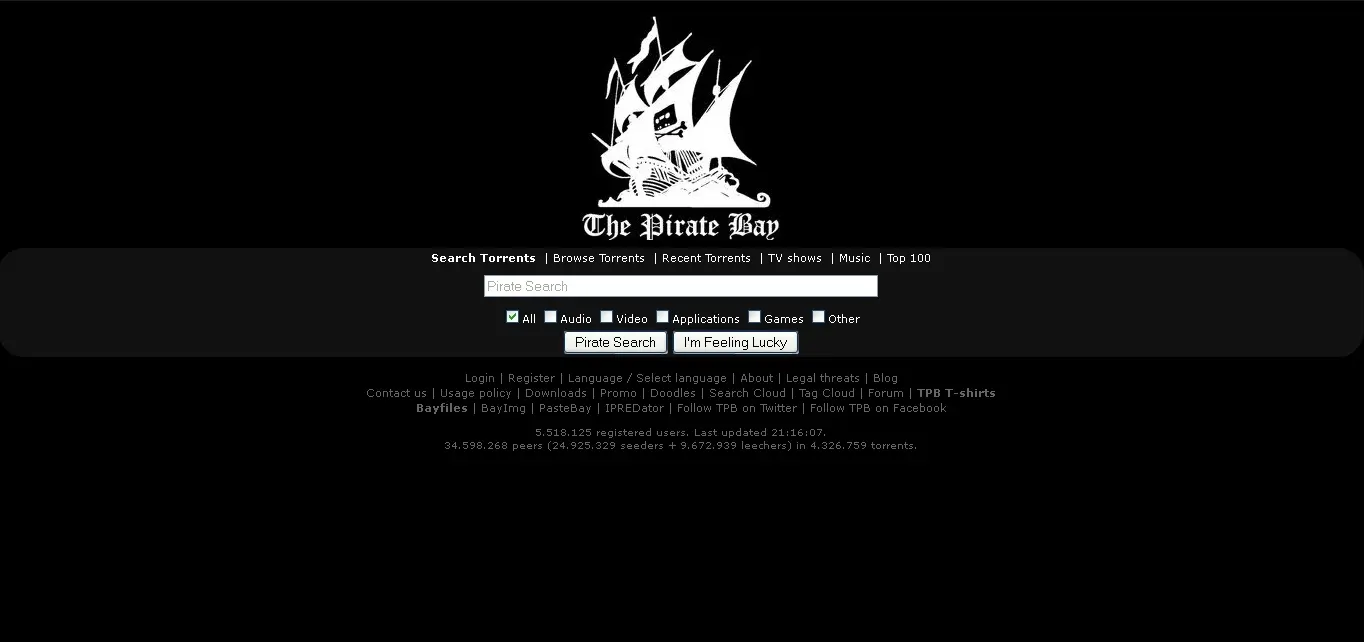 The Pirate Bay
Search Torrents | Browse Torrents | Recent Torrents | TV shows | Music | Top 100
Pirate Search
All Audio Video Applications Games Other
Pirate Search I'm Feeling Lucky
Login | Register | Language / Select language | About | Legal threats | Blog
Contact us | Usage policy | Downloads | Promo | Doodles | Search Cloud | Tag Cloud | Forum | TPB T-shirts
Bayfiles | BayImg | PasteBay | IPREDator | Follow TPB on Twitter | Follow TPB on Facebook
5.518.125 registered users. Last updated 21:16:07.
34.598.268 peers (24.925.329 seeders + 9.672.939 leechers) in 4.326.759 torrents.